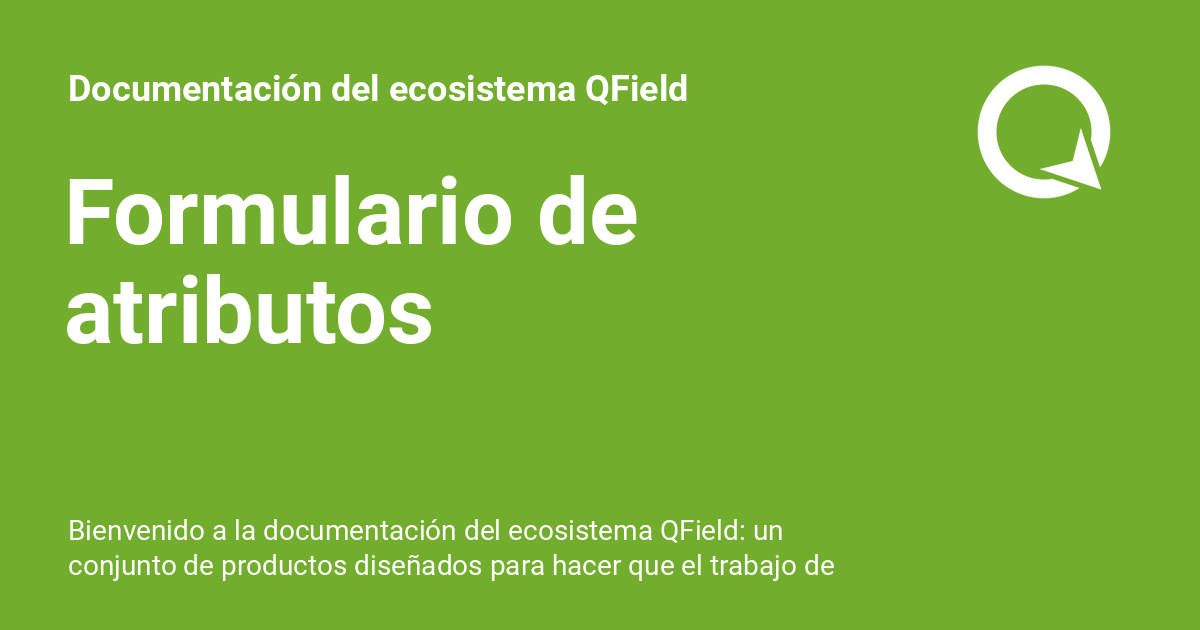 Documentación del ecosistema QField
Formulario de
atributos
Bienvenido a la documentación del ecosistema QField: un
conjunto de productos diseñados para hacer que el trabajo de